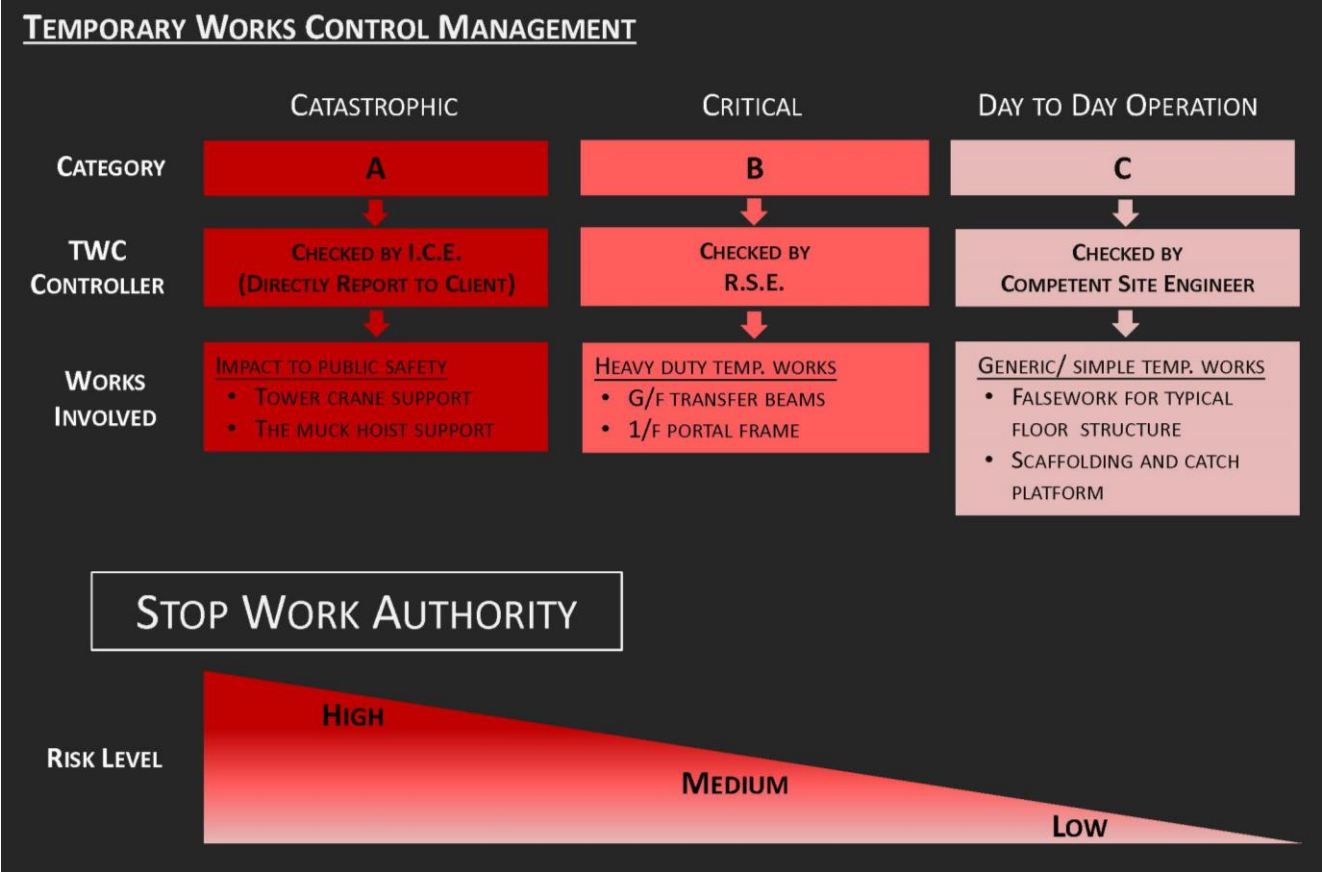 Temporary Works Control Management
Catastrophic
Critical
Day to Day Operation
Category
A
B
C
TWC
Controller
Checked by I.C.E.
(Directly Report to Client)
Checked by
R.S.E.
Checked by
Competent Site Engineer
Works
Involved
Impact to public safety
• Tower crane support
• The muck hoist support
Heavy duty temp. works
• G/f transfer beams
• 1/f portal frame
Generic/ simple temp. works
• Falsework for typical
floor structure
• Scaffolding and catch
platform
Stop Work Authority
Risk Level
High
Medium
Low